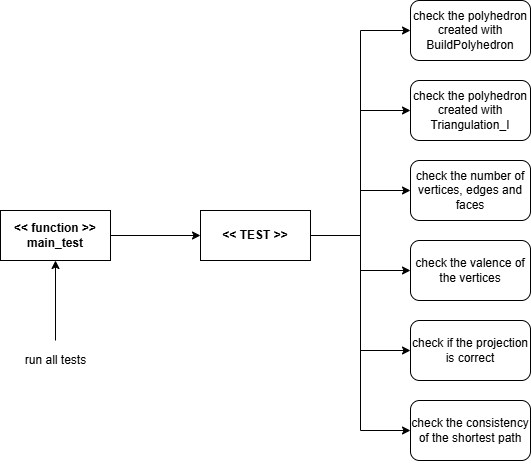 check the polyhedron
created with
BuildPolyhedron
check the polyhedron
created with
Triangulation_I
check the number of
vertices, edges and
faces
<< function >>
main_test
<< TEST >>
check the valence of
the vertices
run all tests
check if the projection
is correct
check the consistency
of the shortest path